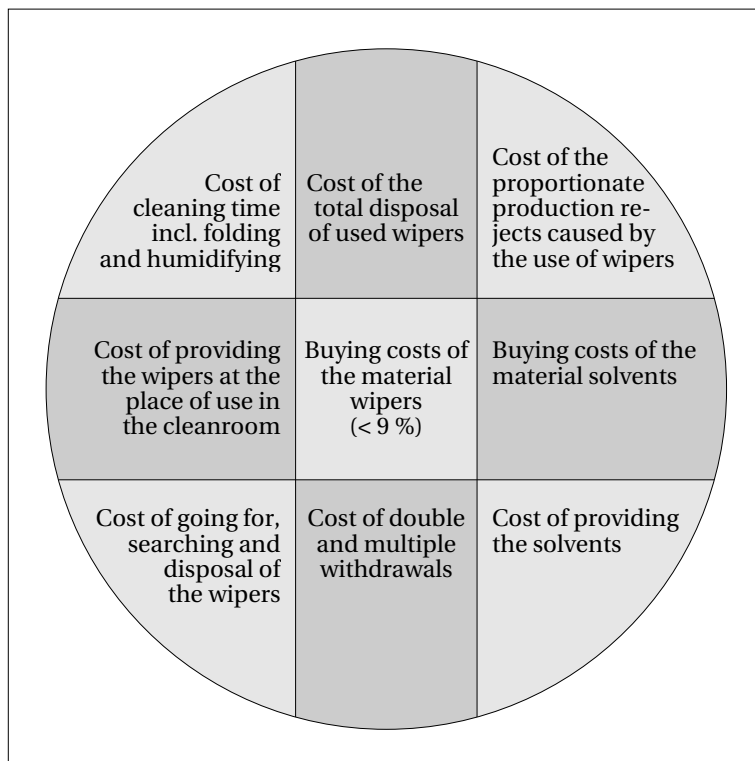 Cost of
cleaning time
incl. folding
and humidifying
Cost of the
total disposal
of used wipers
Cost of the
proportionate
production re-
jects caused by
the use of wipers
Cost of providing
the wipers at the
place of use in
the cleanroom
Buying costs of
the material
wipers
(< 9 %)
Buying costs of the
material solvents
Cost of going for,
searching and
disposal of
the wipers
Cost of double
and multiple
withdrawals
Cost of providing
the solvents